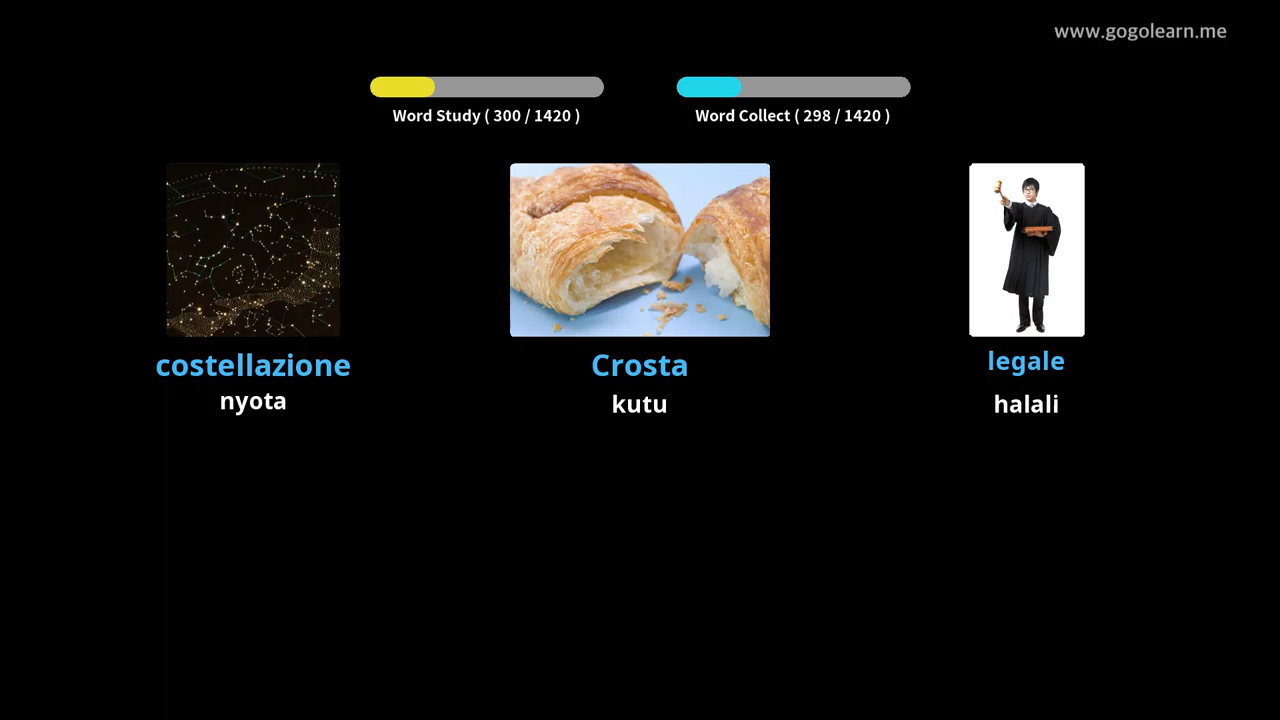 www.gogolearn.me
Word Study ( 300 / 1420 )
Word Collect ( 298 / 1420 )
costellazione
nyota
Crosta
kutu
legale
halali